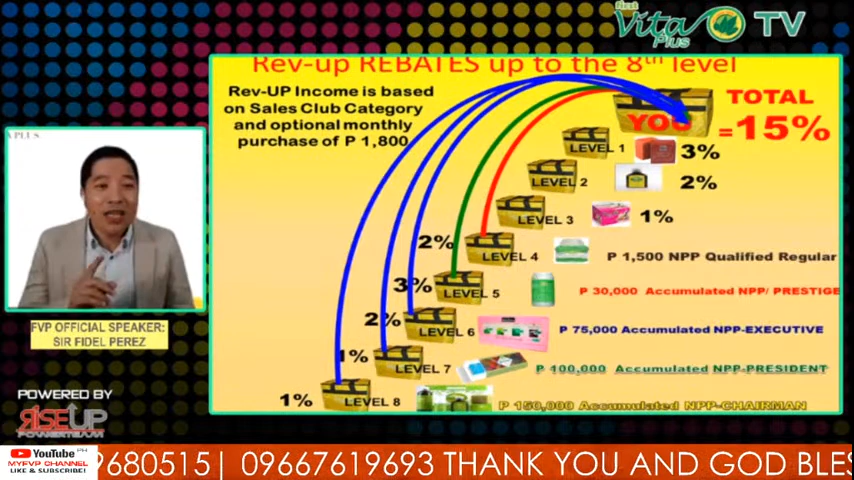 first
Vita Plus TV
Rev-up REBATES up to the 8th level
Rev-UP Income is based
on Sales Club Category
and optional monthly
purchase of P 1,800
YOU
TOTAL
=15%
LEVEL 1 3%
LEVEL 2 2%
LEVEL 3 1%
2% LEVEL 4 P 1,500 NPP Qualified Regular
3% LEVEL 5 P 30,000 Accumulated NPP/ PRESTIGE
2% LEVEL 6 P 75,000 Accumulated NPP-EXECUTIVE
1% LEVEL 7 P 100,000 Accumulated NPP-PRESIDENT
1% LEVEL 8 P 150,000 Accumulated NPP-CHAIRMAN
A PLUS
FVP OFFICIAL SPEAKER:
SIR FIDEL PEREZ
POWERED BY
RISEUP
POWERTEAM
YouTube PH
MYFVP CHANNEL
LIKE & SUBSCRIBE!
9680515| 09667619693 THANK YOU AND GOD BLES